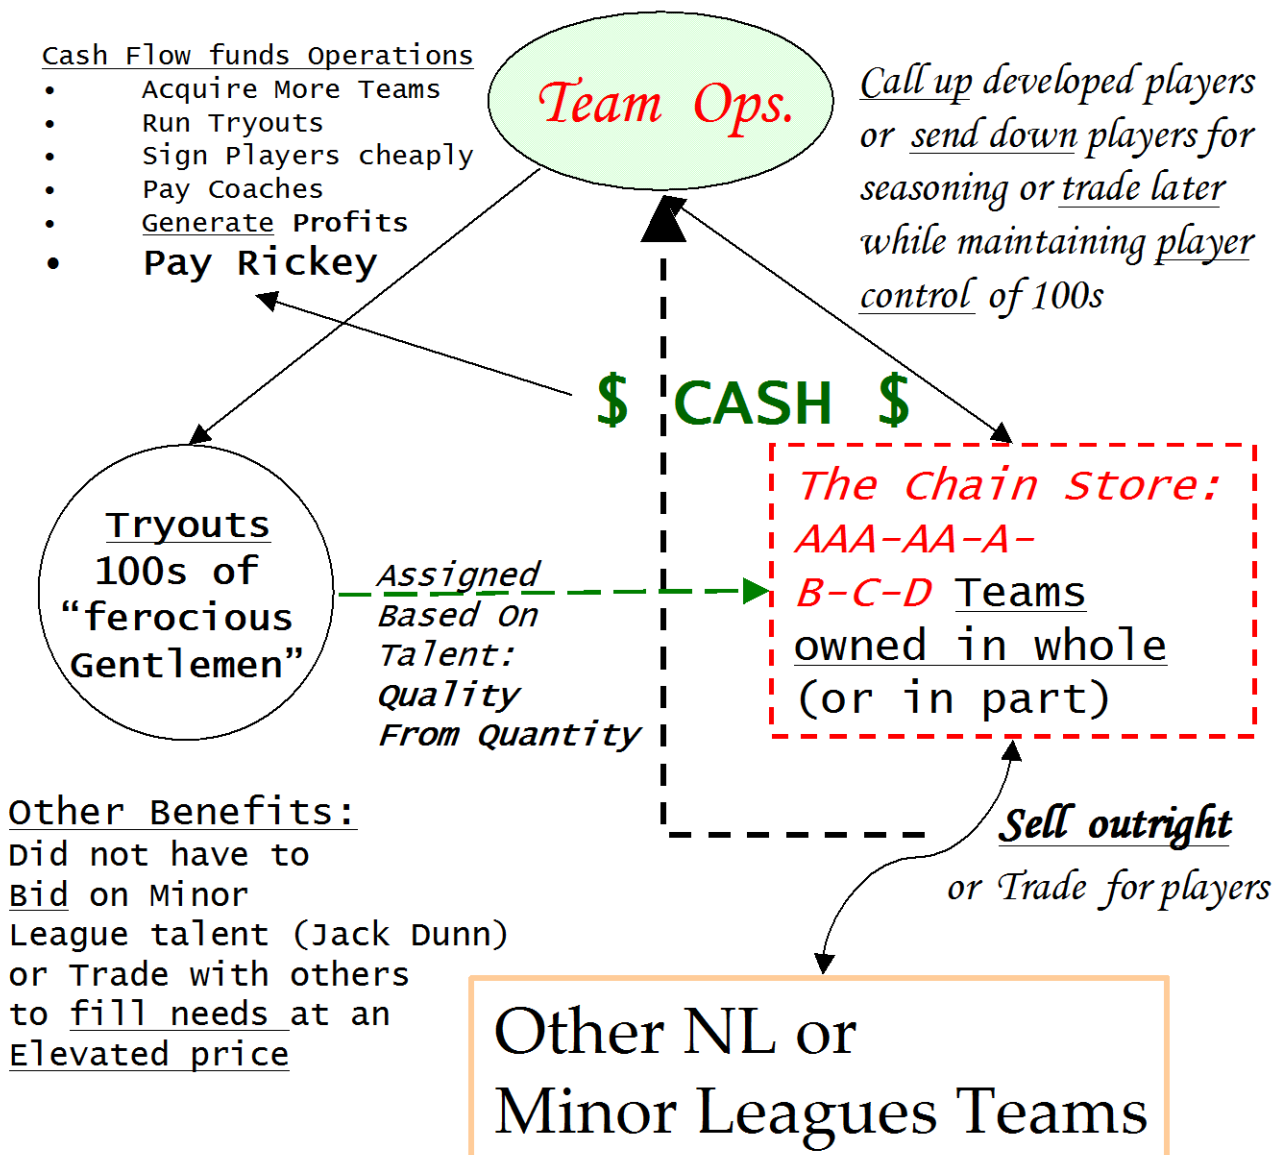 Cash Flow funds Operations
• Acquire More Teams
• Run Tryouts
• Sign Players cheaply
• Pay Coaches
• Generate Profits
• Pay Rickey
Team Ops.
Call up developed players
or send down players for
seasoning or trade later
while maintaining player
control of 100s
$ CASH $
Tryouts
100s of
“ferocious
Gentlemen”
Assigned
Based On
Talent:
Quality
From Quantity
The Chain Store:
AAA-AA-A-
B-C-D Teams
owned in whole
(or in part)
Other Benefits:
Did not have to
Bid on Minor
League talent (Jack Dunn)
or Trade with others
to fill needs at an
Elevated price
Sell outright
or Trade for players
Other NL or
Minor Leagues Teams